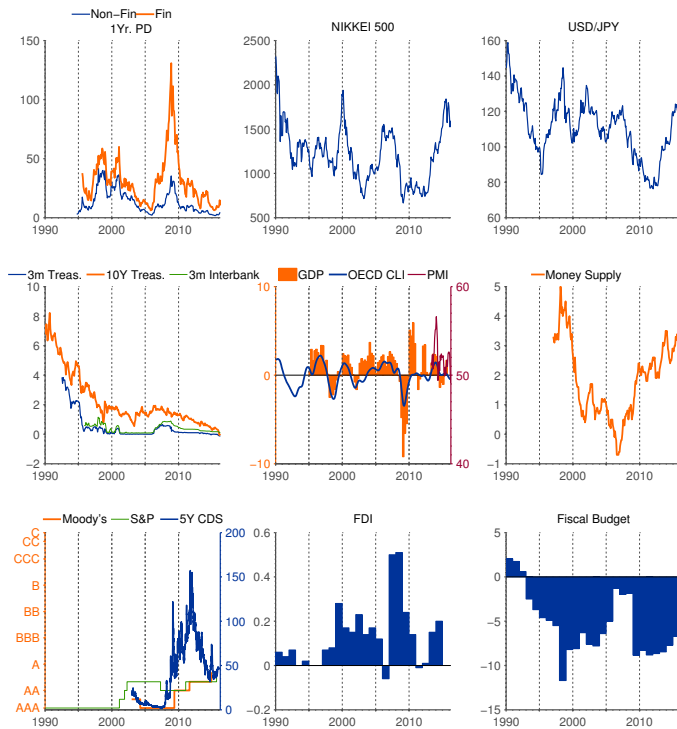 Non-Fin Fin
1Yr. PD NIKKEI 500 USD/JPY
150 2500 160
100 2100 140
1700 120
50 1300 100
900 80
0 500 60
1990 2000 2010 1990 2000 2010 1990 2000 2010
3m Treas. 10Y Treas. 3m Interbank GDP OECD CLI PMI Money Supply
10 10 60 5
8 4
6 3
4 0 50 2
2 1
0 0
−2 −10 40 −1
1990 2000 2010 1990 2000 2010 1990 2000 2010
Moody's S&P 5Y CDS FDI Fiscal Budget
C 200 0.6 5
CC
CCC 150 0.4 0
B
BB 100 0.2 −5
BBB
A 50 0 −10
AA
AAA 0 −0.2 −15
1990 2000 2010 1990 2000 2010 1990 2000 2010